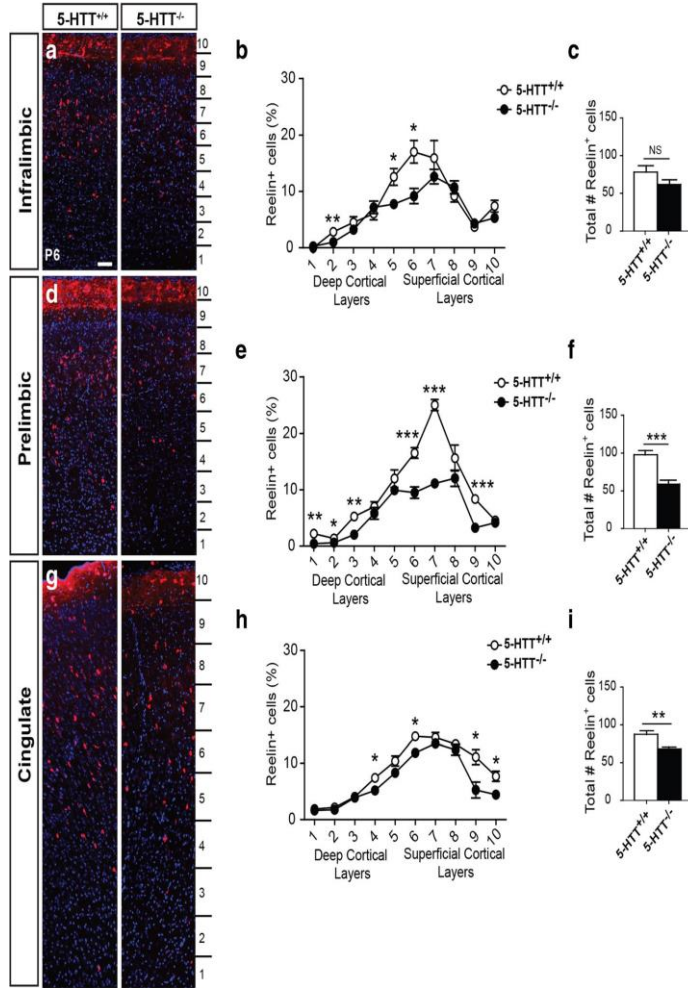 5-HTT+/+ 5-HTT-/-
Infralimbic
a
P6
10
9
8
7
6
5
4
3
2
1
b
Reelin+ cells (%)
30
20
10
0
5-HTT+/+
5-HTT-/-
** * *
1 2 3 4 5 6 7 8 9 10
Deep Cortical Superficial Cortical
Layers Layers
c
Total # Reelin+ cells
150
100
50
0
NS
5-HTT+/+
5-HTT-/-
Prelimbic
d
10
9
8
7
6
5
4
3
2
1
e
Reelin+ cells (%)
30
20
10
0
5-HTT+/+
5-HTT-/-
** * ** *** *** ***
1 2 3 4 5 6 7 8 9 10
Deep Cortical Superficial Cortical
Layers Layers
f
Total # Reelin+ cells
150
100
50
0
***
5-HTT+/+
5-HTT-/-
Cingulate
g
10
9
8
7
6
5
4
3
2
1
h
Reelin+ cells (%)
30
20
10
0
5-HTT+/+
5-HTT-/-
* * * *
1 2 3 4 5 6 7 8 9 10
Deep Cortical Superficial Cortical
Layers Layers
i
Total # Reelin+ cells
150
100
50
0
**
5-HTT+/+
5-HTT-/-